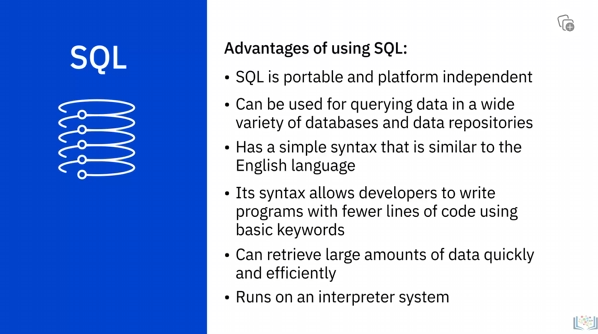 SQL
Advantages of using SQL:
• SQL is portable and platform independent
• Can be used for querying data in a wide
variety of databases and data repositories
• Has a simple syntax that is similar to the
English language
• Its syntax allows developers to write
programs with fewer lines of code using
basic keywords
• Can retrieve large amounts of data quickly
and efficiently
• Runs on an interpreter system